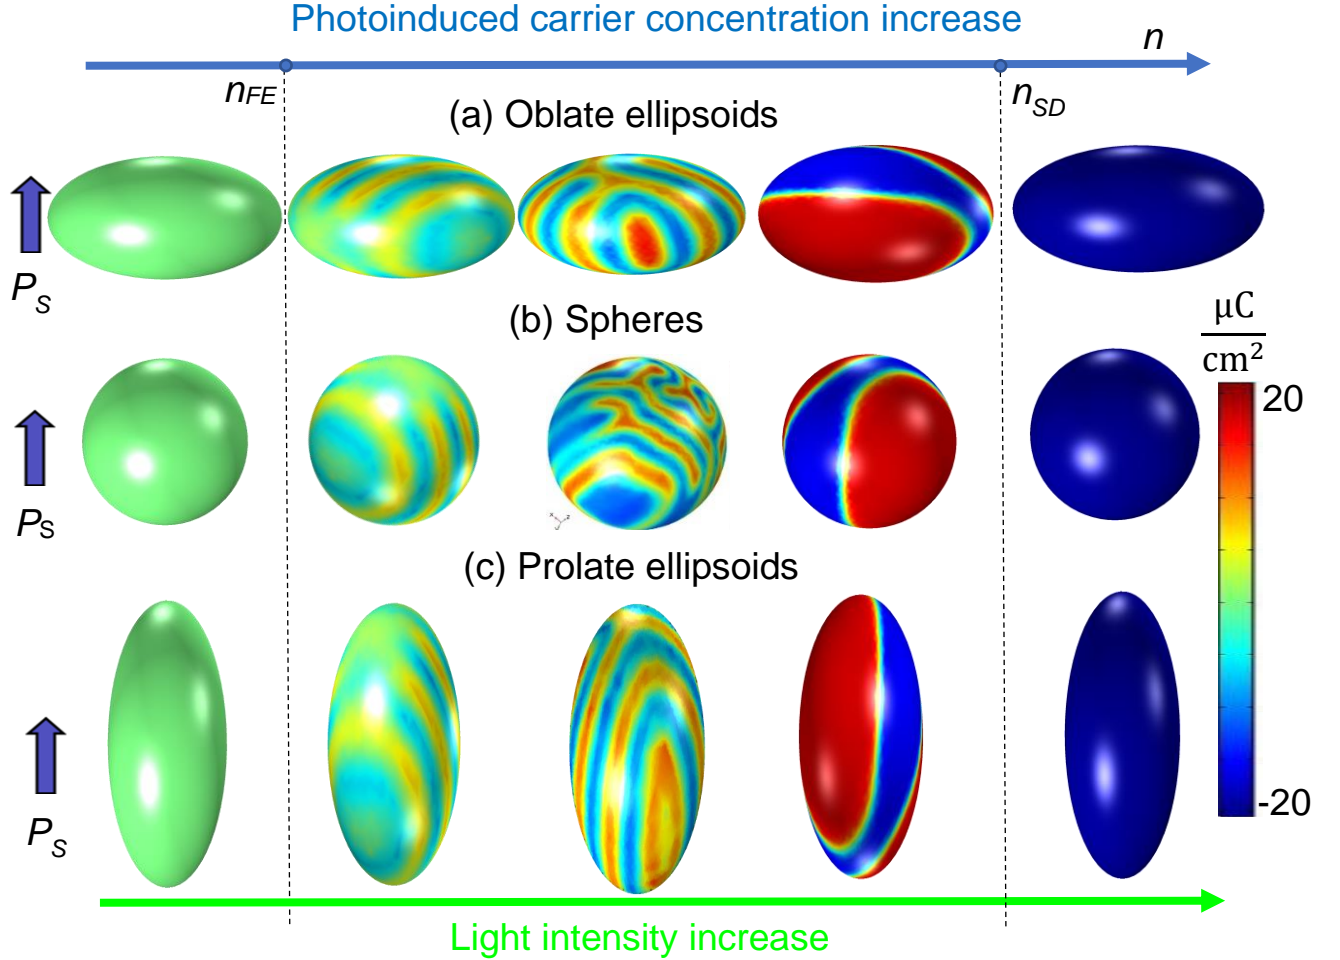 Photoinduced carrier concentration increase
n
nFE
nSD
(a) Oblate ellipsoids
PS
(b) Spheres
μC
cm²
20
PS
(c) Prolate ellipsoids
-20
PS
Light intensity increase